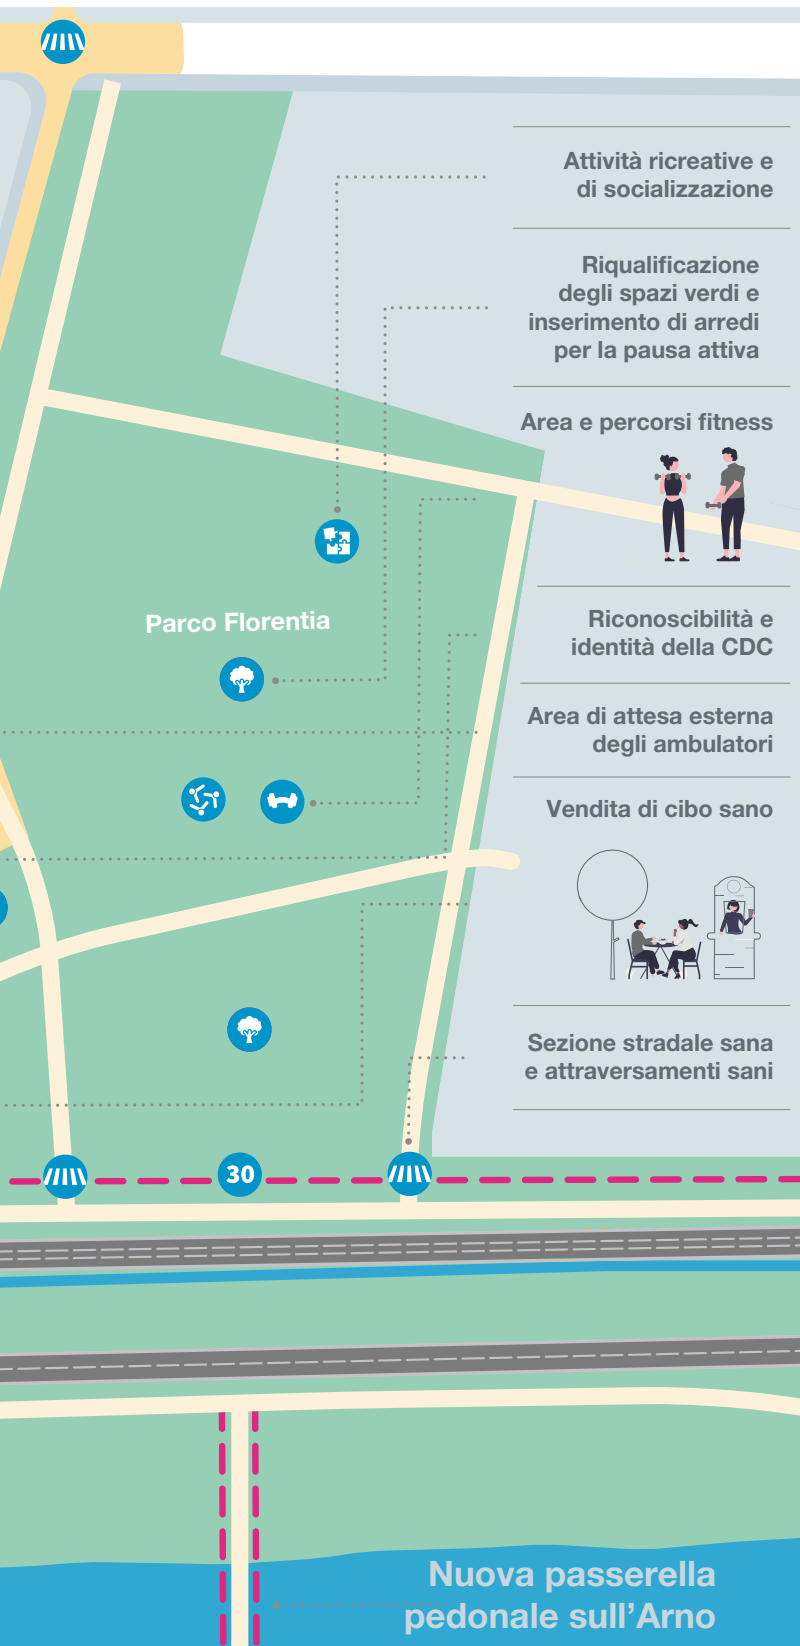 Attività ricreative e
di socializzazione
Riqualificazione
degli spazi verdi e
inserimento di arredi
per la pausa attiva
Area e percorsi fitness
Parco Florentia
Riconoscibilità e
identità della CDC
Area di attesa esterna
degli ambulatori
Vendita di cibo sano
Sezione stradale sana
e attraversamenti sani
30
Nuova passerella
pedonale sull'Arno